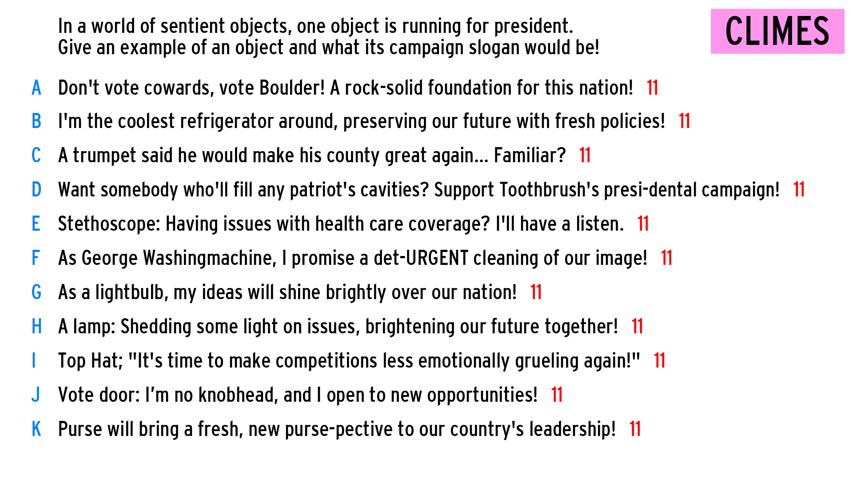 In a world of sentient objects, one object is running for president.
Give an example of an object and what its campaign slogan would be!
CLIMES
A Don't vote cowards, vote Boulder! A rock-solid foundation for this nation! 11
B I'm the coolest refrigerator around, preserving our future with fresh policies! 11
C A trumpet said he would make his county great again... Familiar? 11
D Want somebody who'll fill any patriot's cavities? Support Toothbrush's presi-dental campaign! 11
E Stethoscope: Having issues with health care coverage? I'll have a listen. 11
F As George Washingmachine, I promise a det-URGENT cleaning of our image! 11
G As a lightbulb, my ideas will shine brightly over our nation! 11
H A lamp: Shedding some light on issues, brightening our future together! 11
I Top Hat; "It's time to make competitions less emotionally grueling again!" 11
J Vote door: I’m no knobhead, and I open to new opportunities! 11
K Purse will bring a fresh, new purse-pective to our country's leadership! 11